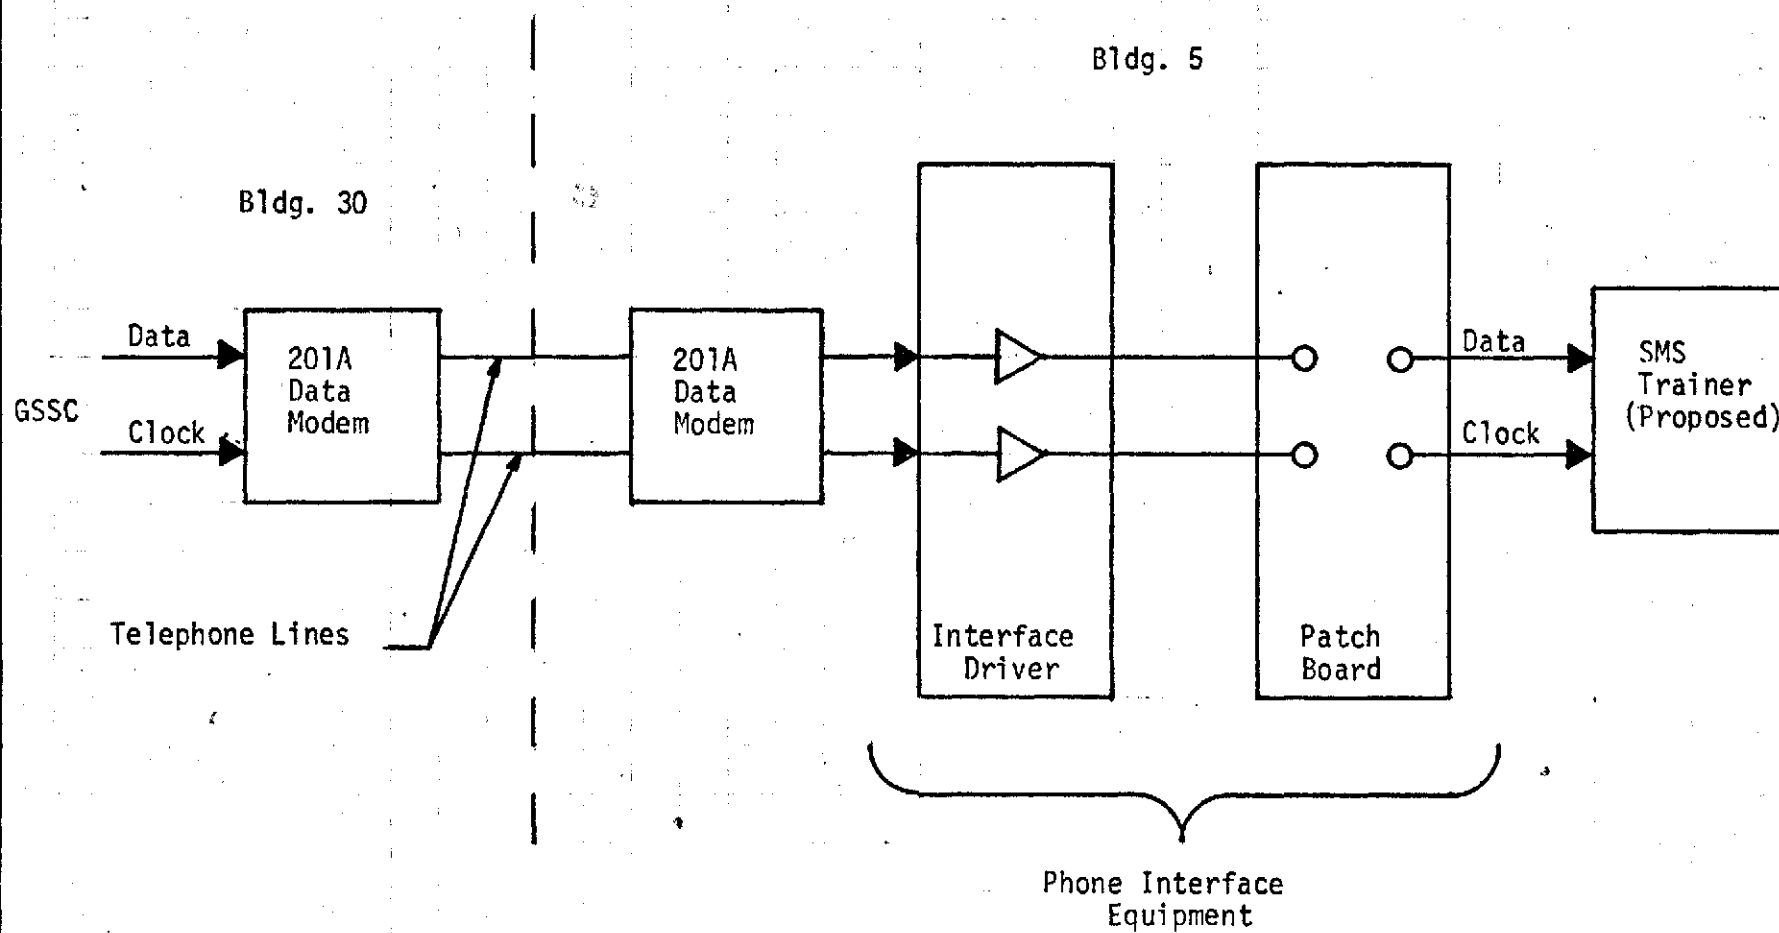 Bldg. 5
Bldg. 30
Data
201A
Data
Modem
GSSC
Clock
201A
Data
Modem
Data
Clock
SMS
Trainer
(Proposed)
Telephone Lines
Interface
Driver
Patch
Board
Phone Interface
Equipment